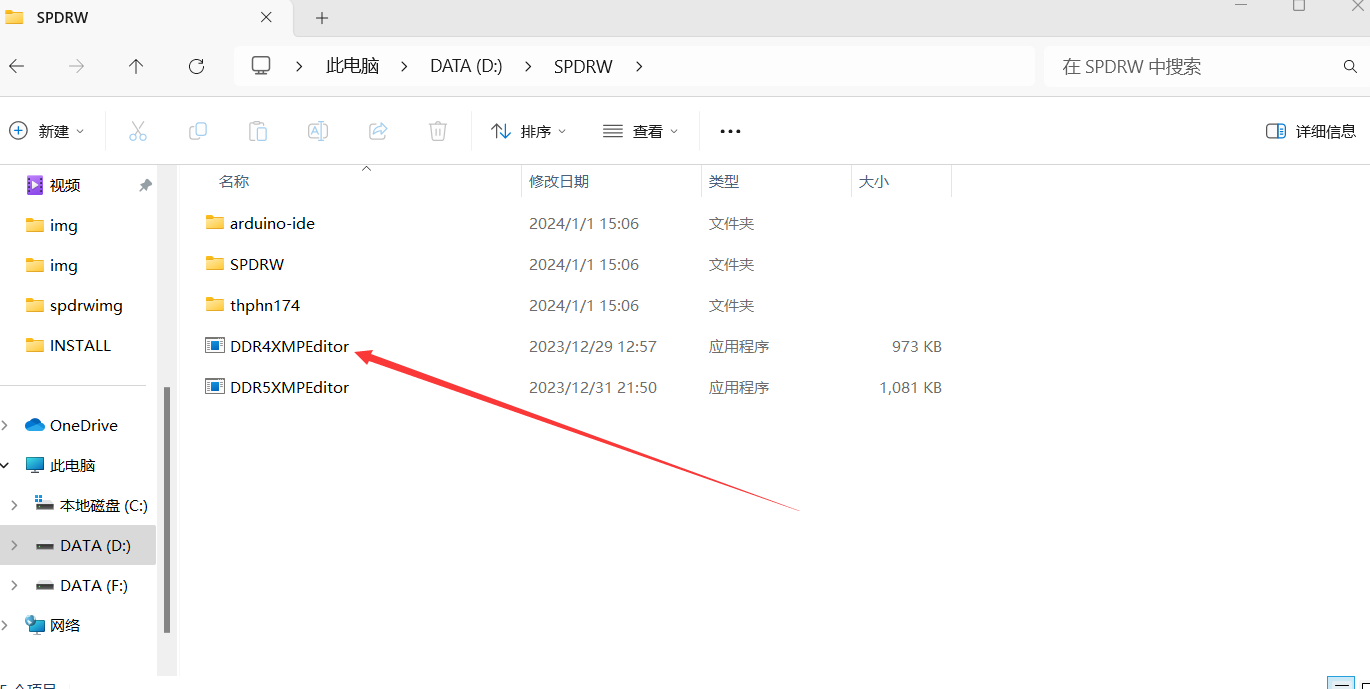 SPDRW
此电脑 DATA (D:) SPDRW
在 SPDRW 中搜索
新建 排序 查看 详细信息
名称 修改日期 类型 大小
视频
img
img
spdrwimg
INSTALL
OneDrive
此电脑
本地磁盘 (C:)
DATA (D:)
DATA (F:)
网络
arduino-ide 2024/1/1 15:06 文件夹
SPDRW 2024/1/1 15:06 文件夹
thphn174 2024/1/1 15:06 文件夹
DDR4XMPEditor 2023/12/29 12:57 应用程序 973 KB
DDR5XMPEditor 2023/12/31 21:50 应用程序 1,081 KB
5 个项目